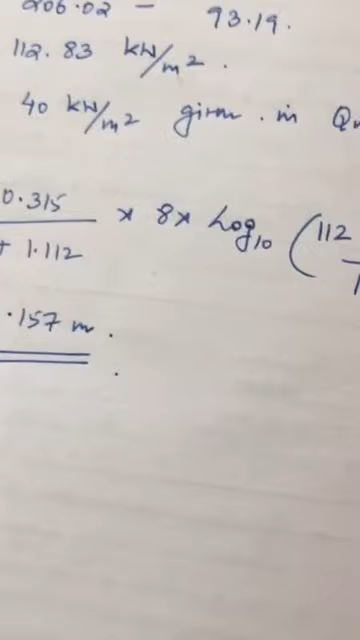 206.02 - 93.19.
112.83 kN/m².
40 kN/m² given. in
0.315
× 8 × Log₁₀ (112
+ 1.112
.157 m.